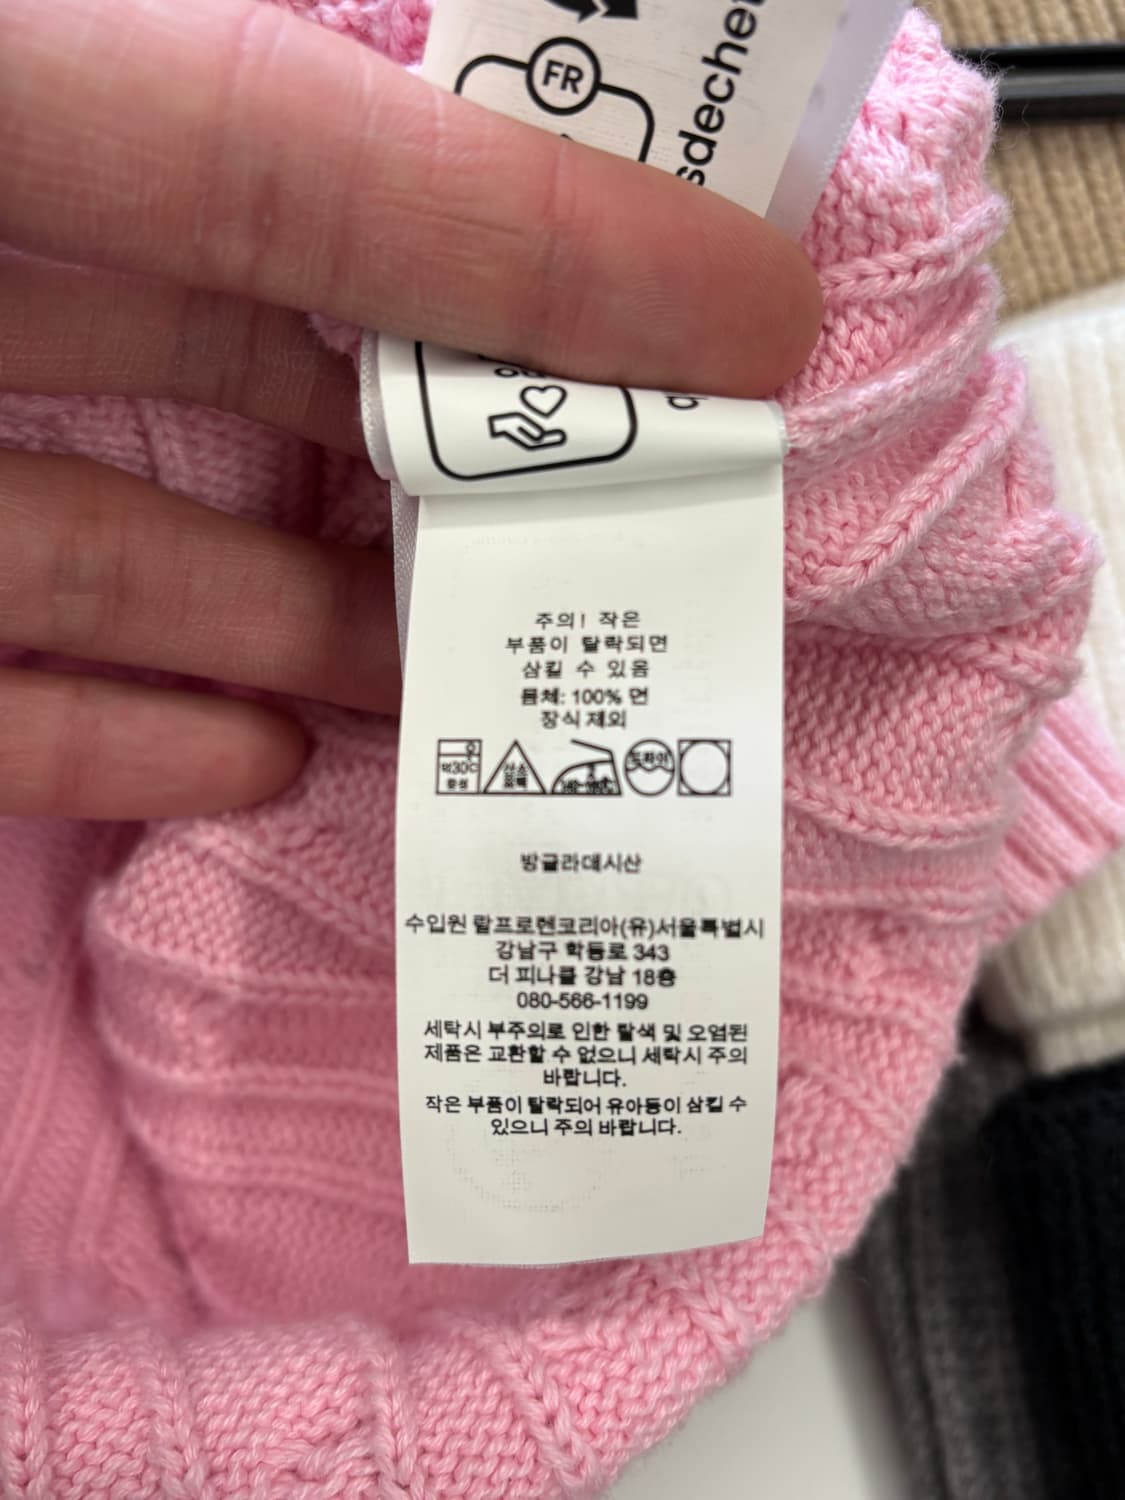 FR
sdeche
주의! 작은
부품이 탈락되면
삼킬 수 있음
몸체: 100% 면
장식 제외
방글라데시산
수입원 랄프로렌코리아(유)서울특별시
강남구 학동로 343
더 피나클 강남 18층
080-566-1199
세탁시 부주의로 인한 탈색 및 오염된
제품은 교환할 수 없으니 세탁시 주의
바랍니다.
작은 부품이 탈락되어 유아등이 삼킬 수
있으니 주의 바랍니다.